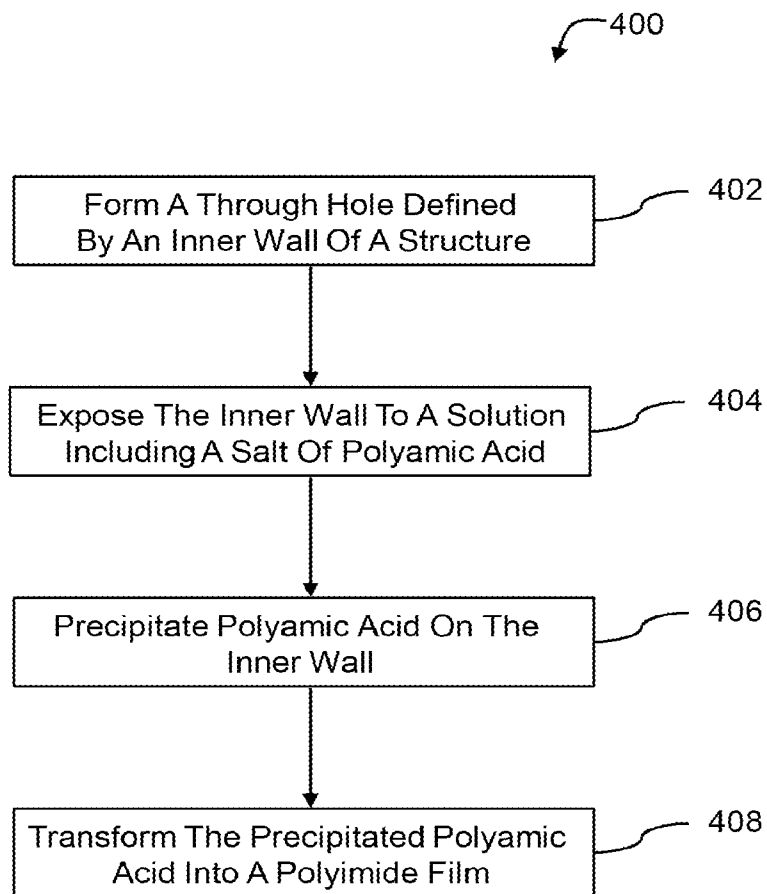 400
Form A Through Hole Defined
By An Inner Wall Of A Structure
402
Expose The Inner Wall To A Solution
Including A Salt Of Polyamic Acid
404
Precipitate Polyamic Acid On The
Inner Wall
406
Transform The Precipitated Polyamic
Acid Into A Polyimide Film
408